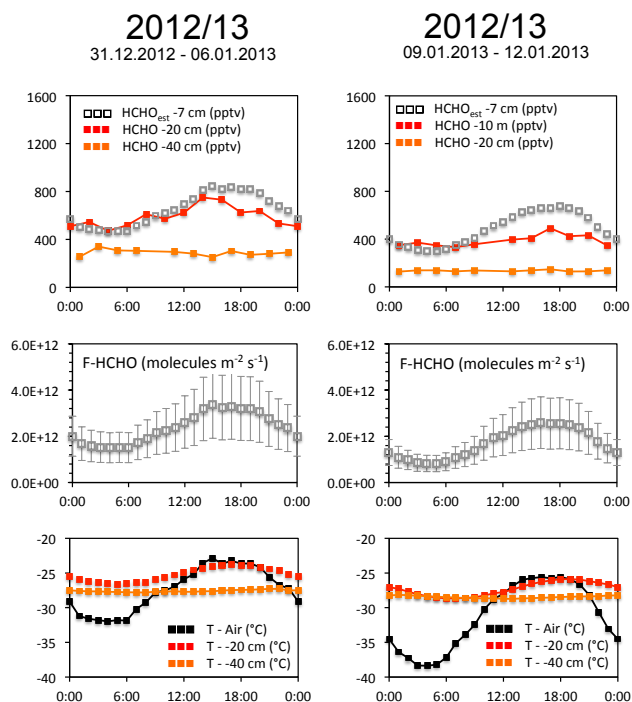 2012/13
31.12.2012 - 06.01.2013
1600
1200
800
400
0
HCHOest -7 cm (pptv)
HCHO -20 cm (pptv)
HCHO -40 cm (pptv)
0:00 6:00 12:00 18:00 0:00
6.0E+12
4.0E+12
2.0E+12
0.0E+00
F-HCHO (molecules m-2 s-1)
0:00 6:00 12:00 18:00 0:00
-20
-25
-30
-35
-40
T - Air (°C)
T - -20 cm (°C)
T - -40 cm (°C)
0:00 6:00 12:00 18:00 0:00
2012/13
09.01.2013 - 12.01.2013
1600
1200
800
400
0
HCHOest -7 cm (pptv)
HCHO -10 m (pptv)
HCHO -20 cm (pptv)
0:00 6:00 12:00 18:00 0:00
6.0E+12
4.0E+12
2.0E+12
0.0E+00
F-HCHO (molecules m-2 s-1)
0:00 6:00 12:00 18:00 0:00
-20
-25
-30
-35
-40
T - Air (°C)
T - -20 cm (°C)
T - -40 cm (°C)
0:00 6:00 12:00 18:00 0:00